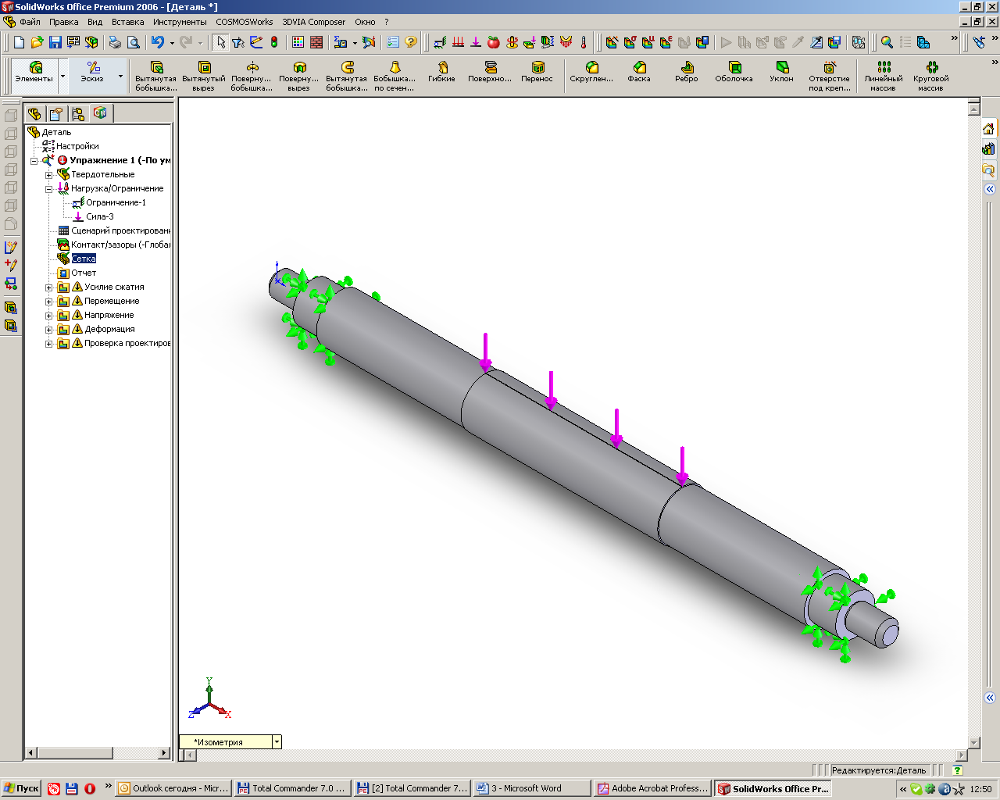 SolidWorks Office Premium 2006 - [Деталь *]
Файл Правка Вид Вставка Инструменты COSMOSWorks 3DVIA Composer Окно ?
Элементы Эскиз Вытянутая бобышка... Вытянутый вырез Поверну... бобышка... Поверну... вырез Вытянутая бобышка... Бобышка... по сечен... Гибкие Поверхно... Перенос Скруглен... Фаска Ребро Оболочка Уклон Отверстие под креп... Линейный массив Круговой массив
Деталь
Настройки
Упражнение 1 (-По ум
Твердотельные
Нагрузка/Ограничение
Ограничение-1
Сила-3
Сценарий проектирован
Контакт/зазоры (-Глобал
Сетка
Отчет
Усилие сжатия
Перемещение
Напряжение
Деформация
Проверка проектиров
Y
Z X
*Изометрия
Редактируется:Деталь
Пуск Outlook сегодня - Micr... Total Commander 7.0 ... [2] Total Commander 7... 3 - Microsoft Word Adobe Acrobat Profess... SolidWorks Office Pr... 12:50